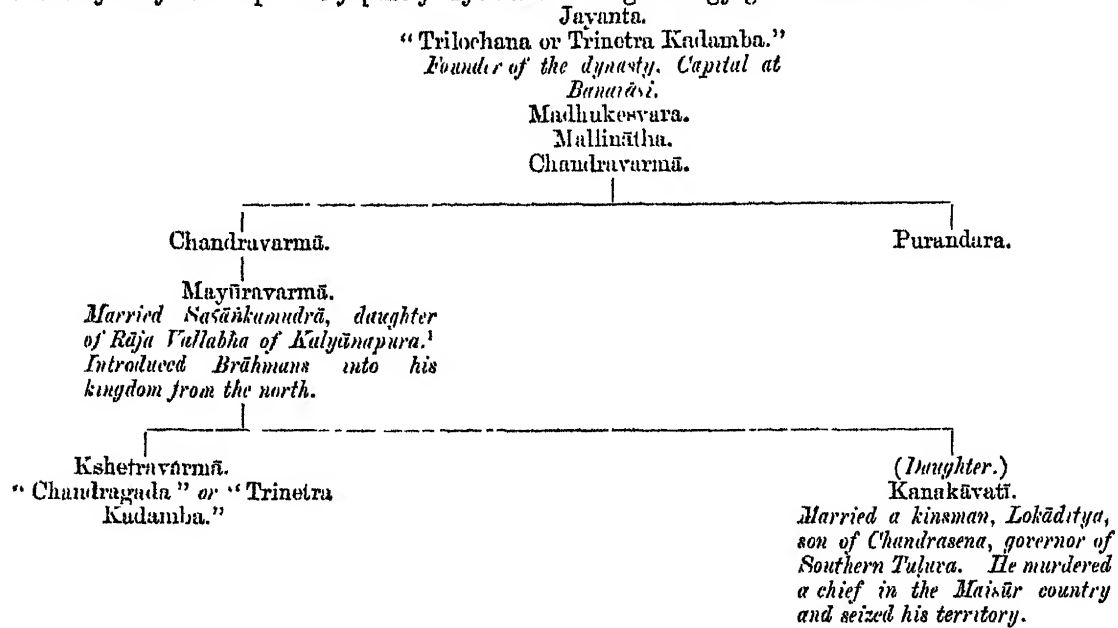 Jayanta.
"Trilochana or Trinetra Kadamba."
Founder of the dynasty. Capital at
Banarāsi.
Madhukesvara.
Mallinātha.
Chandravarmā.
Chandravarmā.
Purandara.
Mayūravarmā.
Married Saśāṅkamudrā, daughter
of Rāja Vallabha of Kalyānapura.¹
Introduced Brāhmans into his
kingdom from the north.
Kshetravarmā.
"Chandragada" or "Trinetra
Kadamba."
(Daughter.)
Kanakāvatī.
Married a kinsman, Lokāditya,
son of Chandrasena, governor of
Southern Tuḷuva. He murdered
a chief in the Maisūr country
and seized his territory.